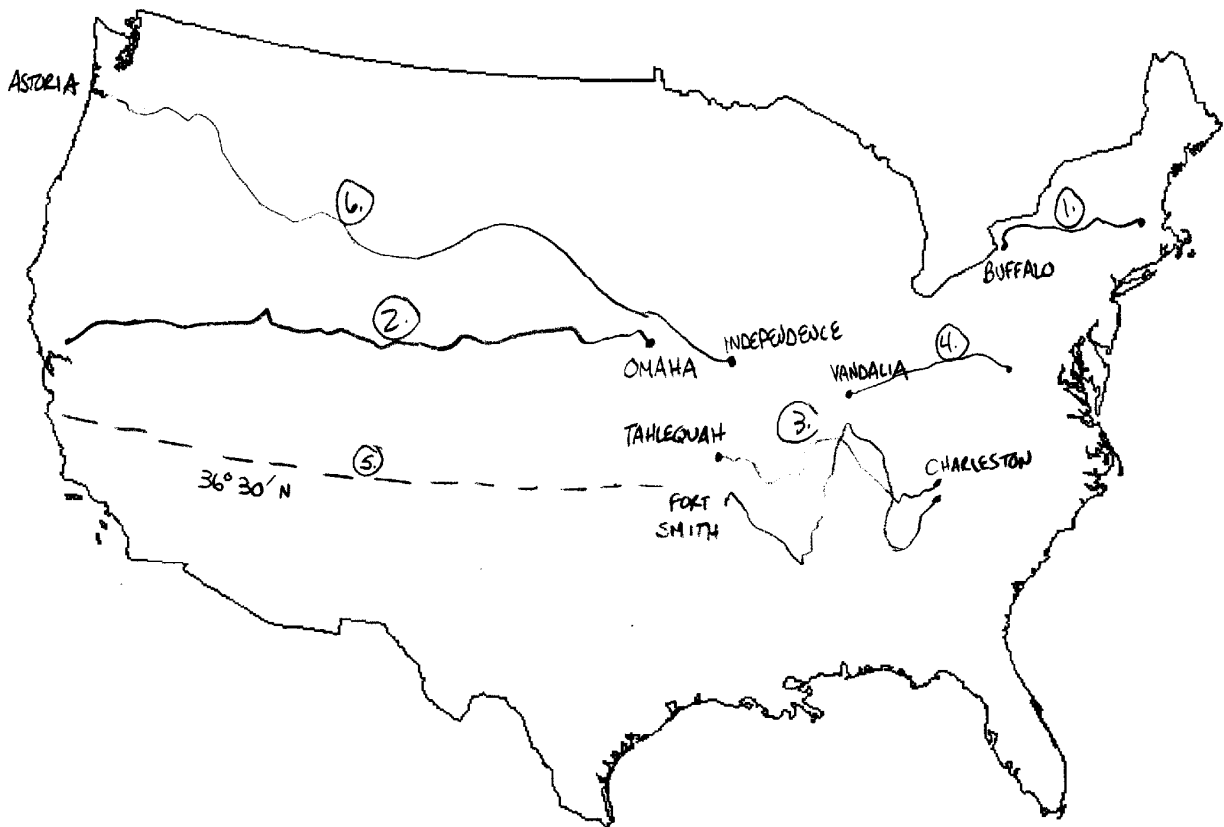 ASTORIA
6.
1.
BUFFALO
2.
OMAHA
INDEPENDENCE
4.
VANDALIA
3.
TAHLEQUAH
CHARLESTON
5.
36° 30' N
FORT
SMITH